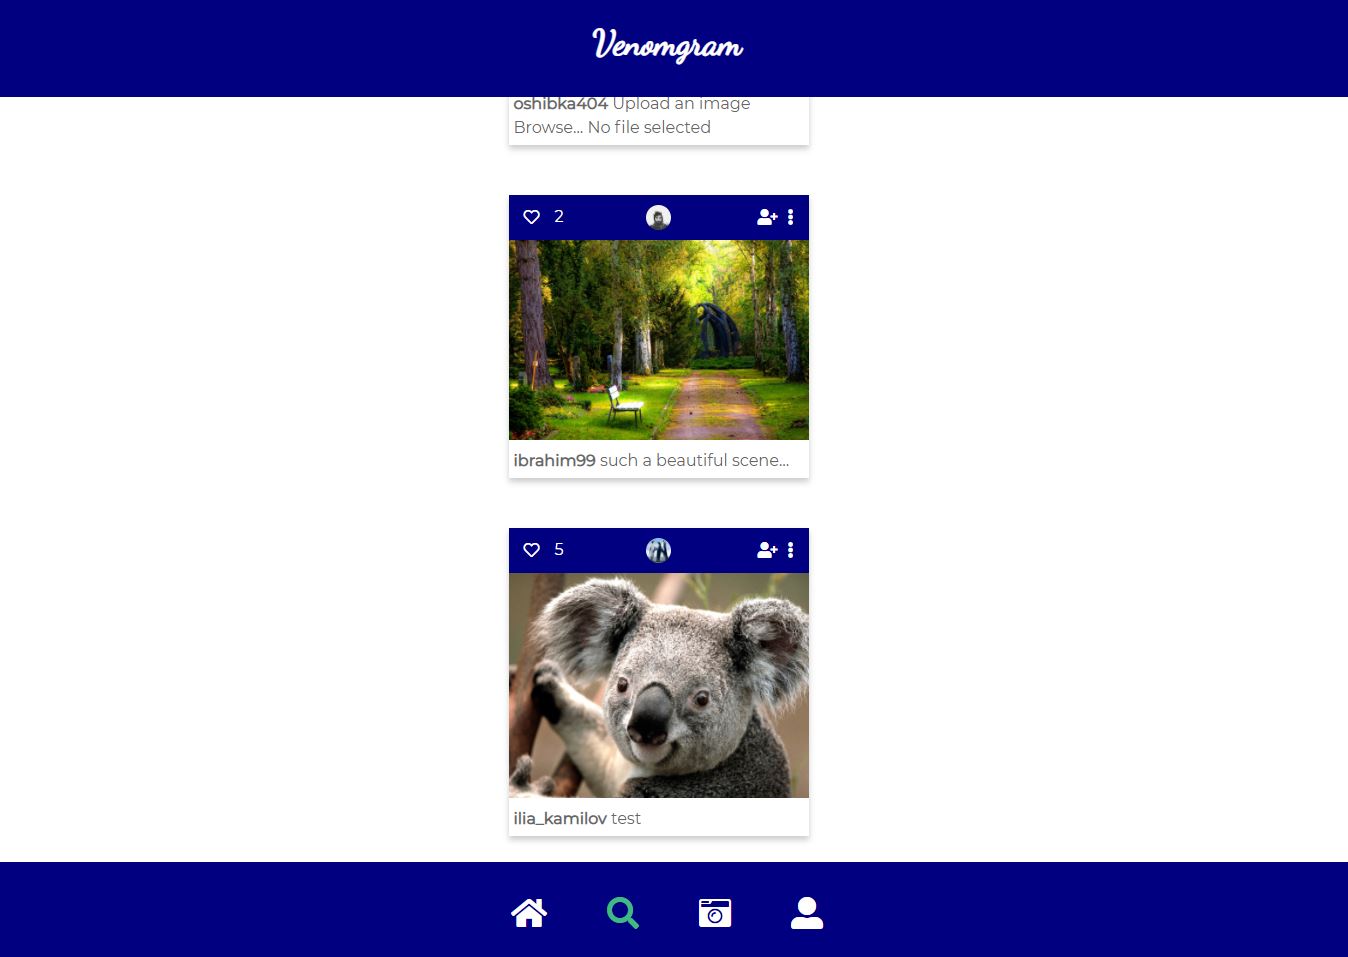 Venomgram
oshibka404 Upload an image
Browse... No file selected
2
ibrahim99 such a beautiful scene...
5
ilia_kamilov test